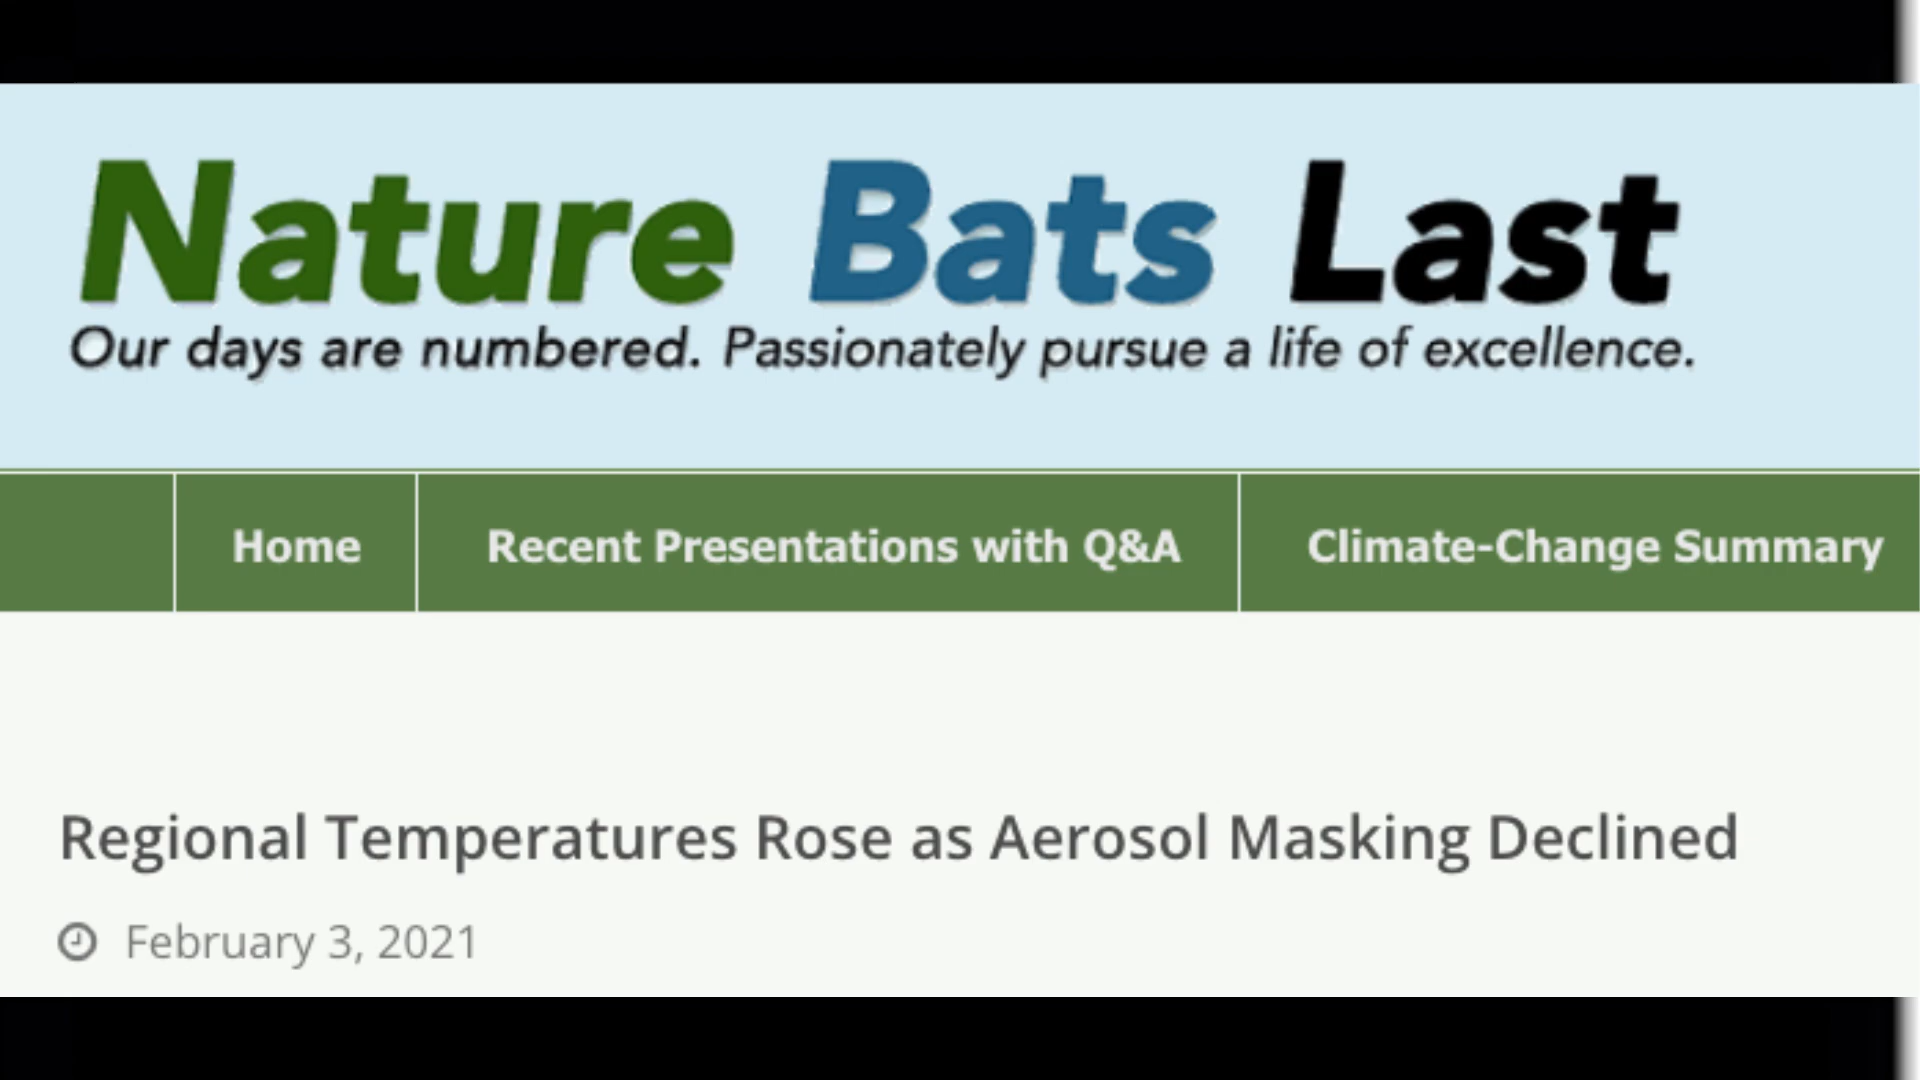 Nature Bats Last
Our days are numbered. Passionately pursue a life of excellence.
Home Recent Presentations with Q&A Climate-Change Summary
Regional Temperatures Rose as Aerosol Masking Declined
February 3, 2021